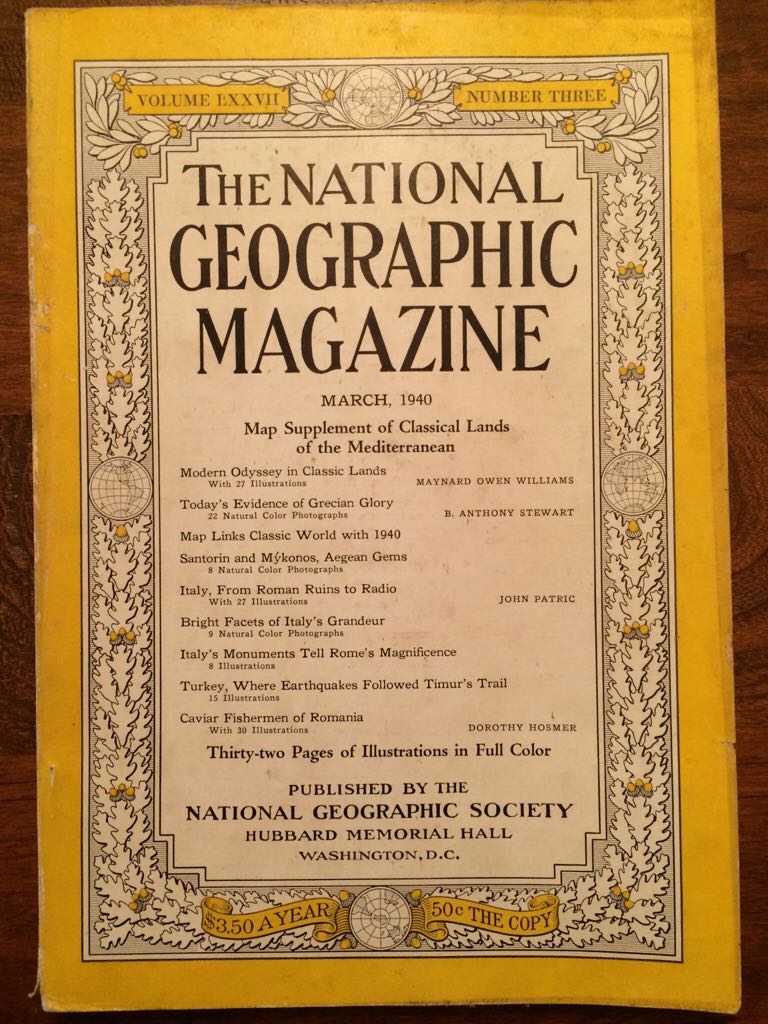 VOLUME LXXVII NUMBER THREE
THE NATIONAL
GEOGRAPHIC
MAGAZINE
MARCH, 1940
Map Supplement of Classical Lands
of the Mediterranean
Modern Odyssey in Classic Lands
With 27 Illustrations MAYNARD OWEN WILLIAMS
Today's Evidence of Grecian Glory
22 Natural Color Photographs B. ANTHONY STEWART
Map Links Classic World with 1940
Santorin and Mýkonos, Aegean Gems
8 Natural Color Photographs
Italy, From Roman Ruins to Radio
With 27 Illustrations JOHN PATRIC
Bright Facets of Italy's Grandeur
9 Natural Color Photographs
Italy's Monuments Tell Rome's Magnificence
8 Illustrations
Turkey, Where Earthquakes Followed Timur's Trail
15 Illustrations
Caviar Fishermen of Romania
With 30 Illustrations DOROTHY HOSMER
Thirty-two Pages of Illustrations in Full Color
PUBLISHED BY THE
NATIONAL GEOGRAPHIC SOCIETY
HUBBARD MEMORIAL HALL
WASHINGTON, D.C.
$3.50 A YEAR 50c THE COPY